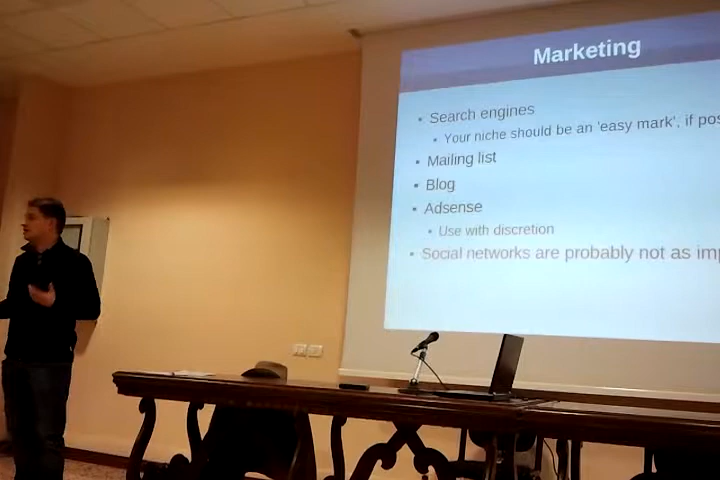 Marketing
• Search engines
• Your niche should be an 'easy mark', if pos
• Mailing list
• Blog
• Adsense
• Use with discretion
• Social networks are probably not as imp